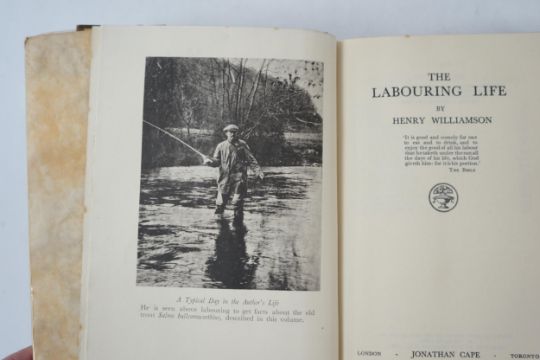 A Typical Day in the Author's Life
He is seen above labouring to get facts about the old
trout Salmo balloonaenthino, described in this volume.
THE
LABOURING LIFE
BY
HENRY WILLIAMSON
'It is good and comely for one
to eat and to drink, and to
enjoy the good of all his labour
that he taketh under the sun all
the days of his life, which God
giveth him: for it is his portion.'
THE BIBLE
LONDON · JONATHAN CAPE · TORONTO